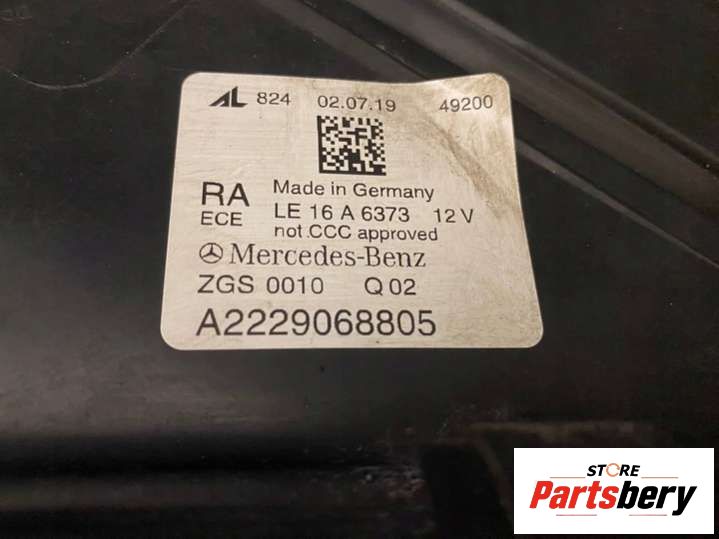 AL 824 02.07.19 49200
RA Made in Germany
ECE LE 16 A 6373 12 V
not CCC approved
Mercedes-Benz
ZGS 0010 Q 02
A2229068805
STORE
Partsbery